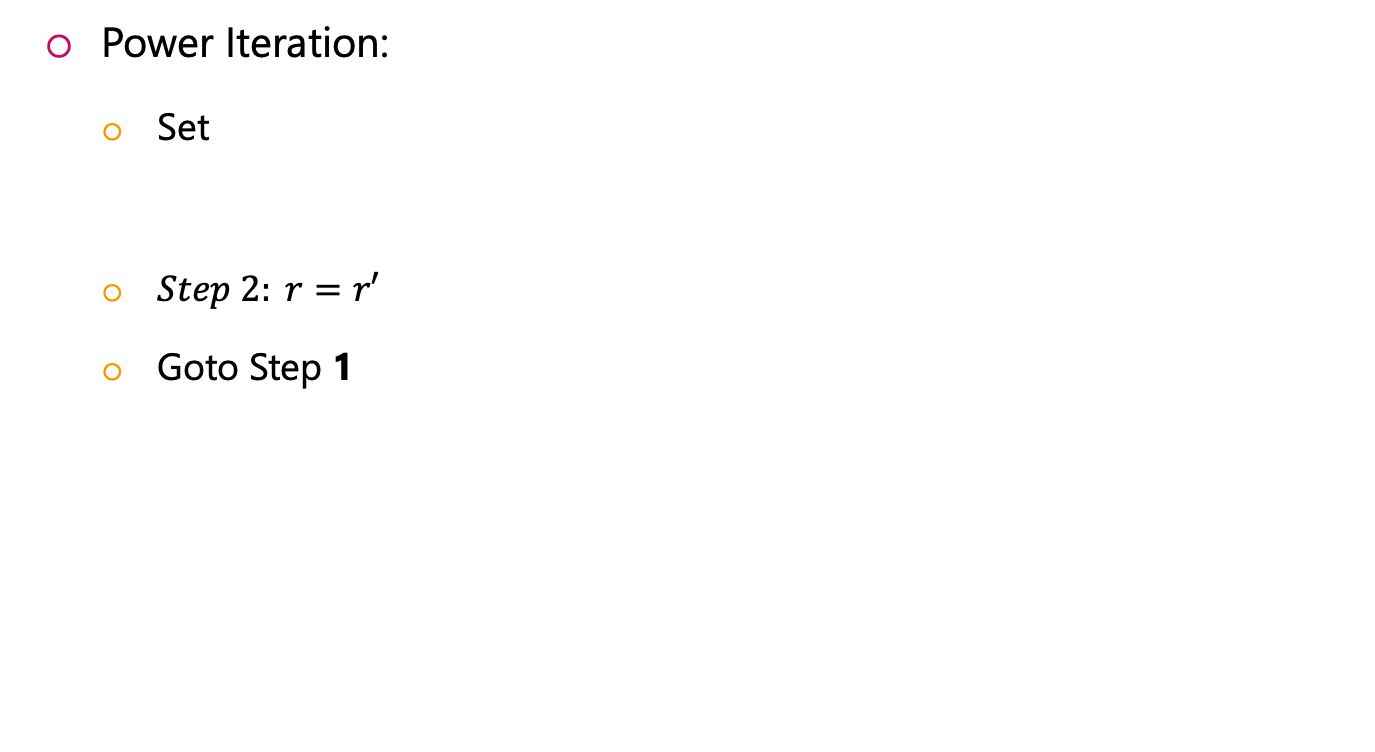 Power Iteration:
Set
Step 2: r = r′
Goto Step 1